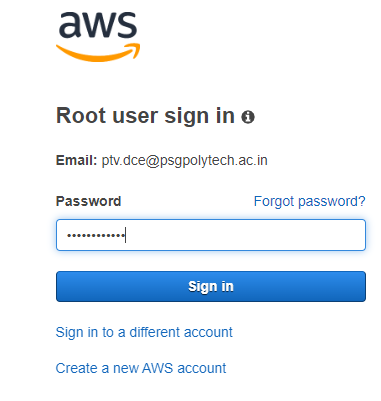 aws
Root user sign in
Email: ptv.dce@psgpolytech.ac.in
Password Forgot password?
••••••••••••
Sign in
Sign in to a different account
Create a new AWS account